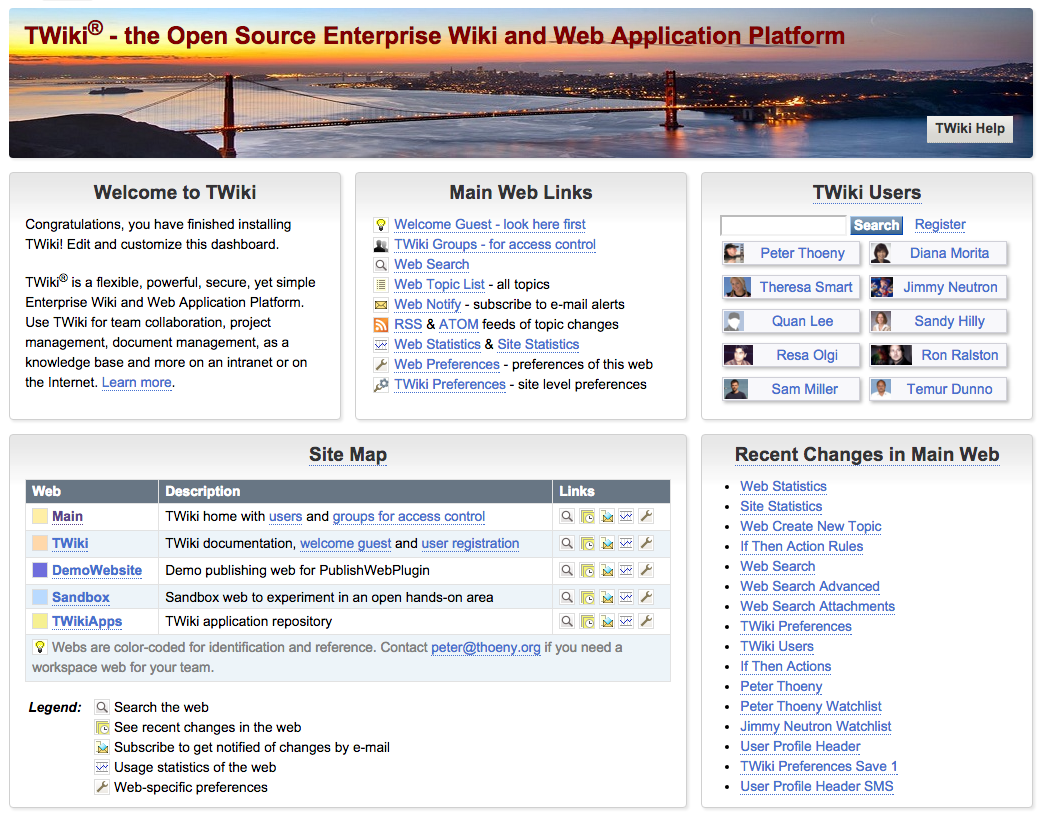 TWiki® - the Open Source Enterprise Wiki and Web Application Platform
TWiki Help
Welcome to TWiki
Congratulations, you have finished installing
TWiki! Edit and customize this dashboard.
TWiki® is a flexible, powerful, secure, yet simple
Enterprise Wiki and Web Application Platform.
Use TWiki for team collaboration, project
management, document management, as a
knowledge base and more on an intranet or on
the Internet. Learn more.
Main Web Links
Welcome Guest - look here first
TWiki Groups - for access control
Web Search
Web Topic List - all topics
Web Notify - subscribe to e-mail alerts
RSS & ATOM feeds of topic changes
Web Statistics & Site Statistics
Web Preferences - preferences of this web
TWiki Preferences - site level preferences
TWiki Users
Search Register
Peter Thoeny Diana Morita
Theresa Smart Jimmy Neutron
Quan Lee Sandy Hilly
Resa Olgi Ron Ralston
Sam Miller Temur Dunno
Site Map
Web Description Links
Main TWiki home with users and groups for access control
TWiki TWiki documentation, welcome guest and user registration
DemoWebsite Demo publishing web for PublishWebPlugin
Sandbox Sandbox web to experiment in an open hands-on area
TWikiApps TWiki application repository
Webs are color-coded for identification and reference. Contact peter@thoeny.org if you need a
workspace web for your team.
Legend: Search the web
See recent changes in the web
Subscribe to get notified of changes by e-mail
Usage statistics of the web
Web-specific preferences
Recent Changes in Main Web
Web Statistics
Site Statistics
Web Create New Topic
If Then Action Rules
Web Search
Web Search Advanced
Web Search Attachments
TWiki Preferences
TWiki Users
If Then Actions
Peter Thoeny
Peter Thoeny Watchlist
Jimmy Neutron Watchlist
User Profile Header
TWiki Preferences Save 1
User Profile Header SMS